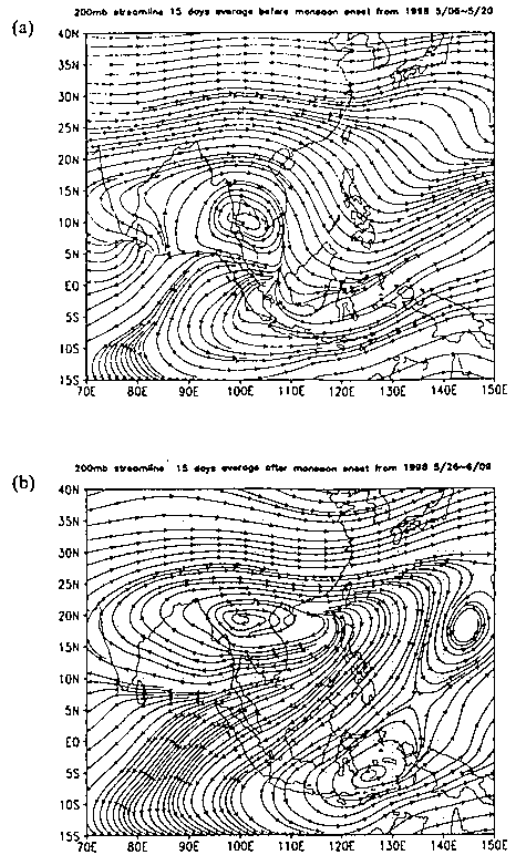 (a)
200mb streamline 15 days average before monsoon onset from 1998 5/06~5/20
40N
35N
30N
25N
20N
15N
10N
5N
EQ
5S
10S
15S
70E 80E 90E 100E 110E 120E 130E 140E 150E
(b)
200mb streamline 15 days average after monsoon onset from 1998 5/26~6/09
40N
35N
30N
25N
20N
15N
10N
5N
EQ
5S
10S
15S
70E 80E 90E 100E 110E 120E 130E 140E 150E